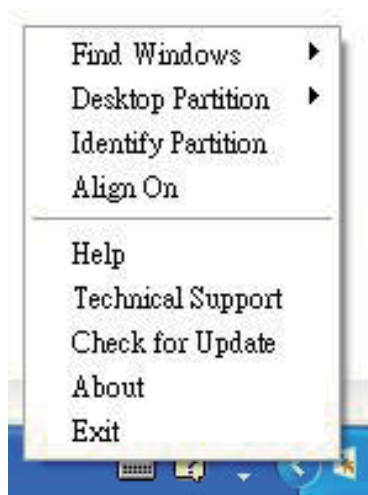 Find Windows
Desktop Partition
Identify Partition
Align On
Help
Technical Support
Check for Update
About
Exit